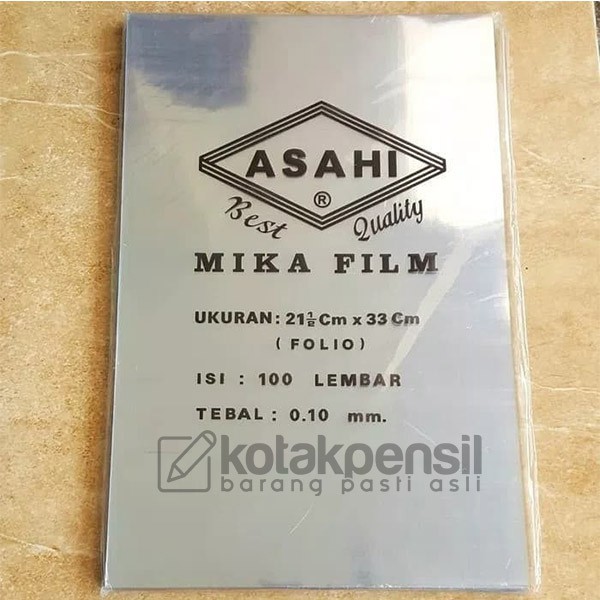 ASAHI
®
Best Quality
MIKA FILM
UKURAN: 21½ Cm x 33 Cm
( FOLIO )
ISI : 100 LEMBAR
TEBAL : 0.10 mm.
kotakpensil
barang pasti asli